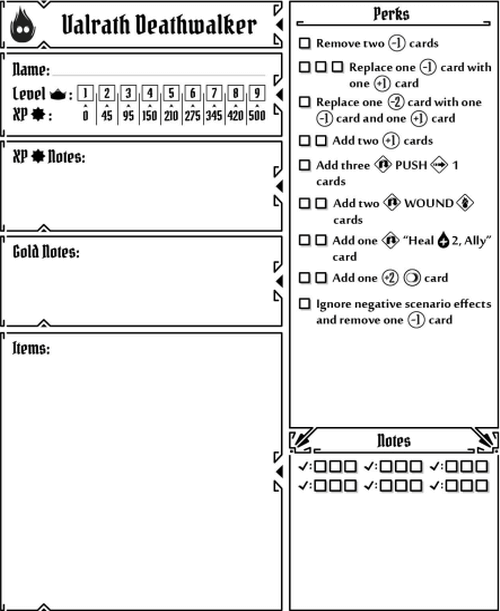 Valrath Deathwalker
Name:
Level : 1 2 3 4 5 6 7 8 9
XP : 0 45 95 150 210 275 345 420 500
XP Notes:
Gold Notes:
Items:
Perks
Remove two -1 cards
Replace one -1 card with
one +1 card
Replace one -2 card with one
-1 card and one +1 card
Add two +1 cards
Add three PUSH 1
cards
Add two WOUND
cards
Add one “Heal 2, Ally”
card
Add one +2 card
Ignore negative scenario effects
and remove one -1 card
Notes